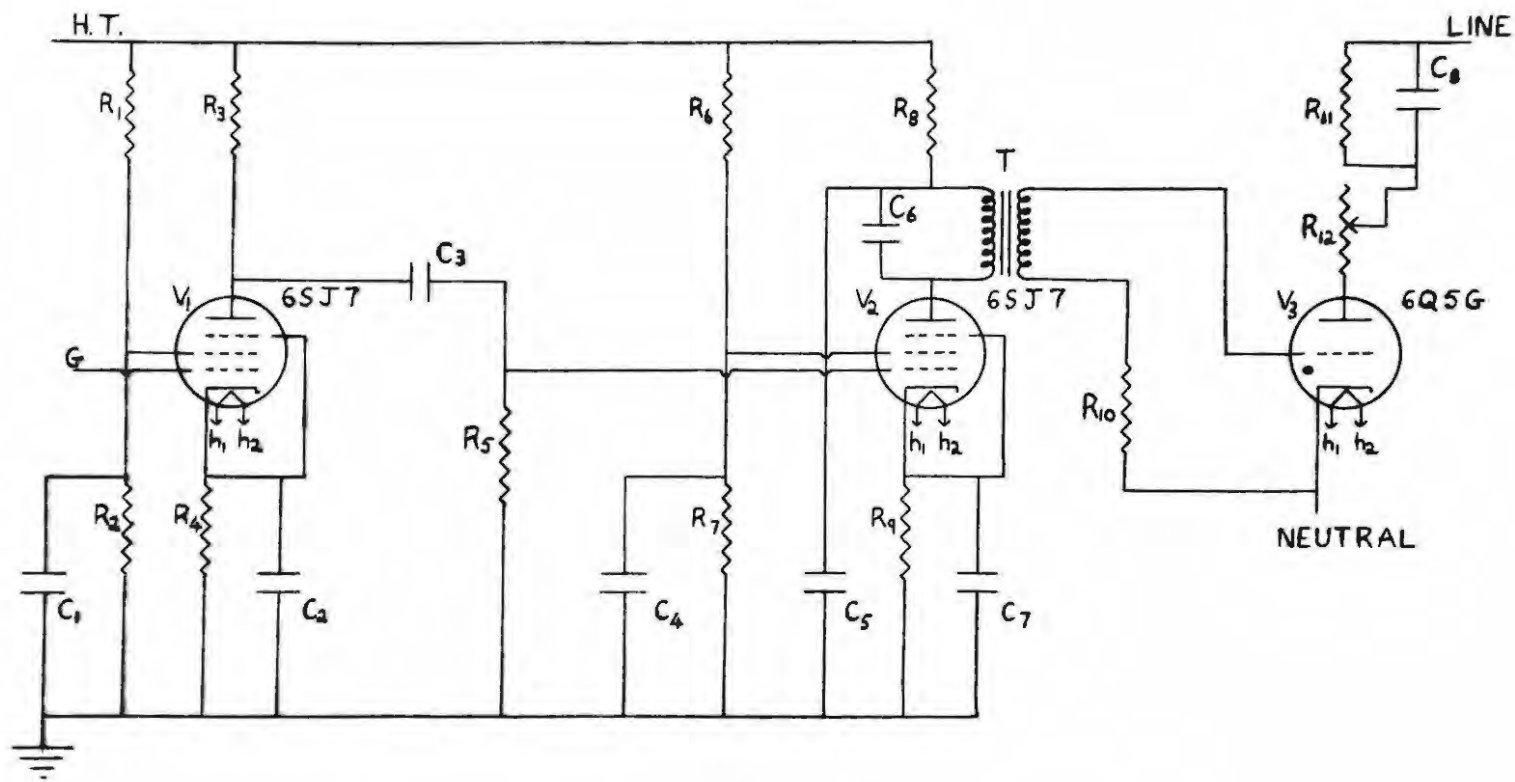 H.T.
LINE
R₁
R₃
R₆
R₈
R₁₁
C₈
T
C₆
R₁₂
C₃
V₁
6SJ7
V₂
6SJ7
V₃
6Q5G
G
h₁ h₂
h₁ h₂
h₁ h₂
R₅
R₁₀
R₂
R₄
R₇
R₉
NEUTRAL
C₁
C₂
C₄
C₅
C₇